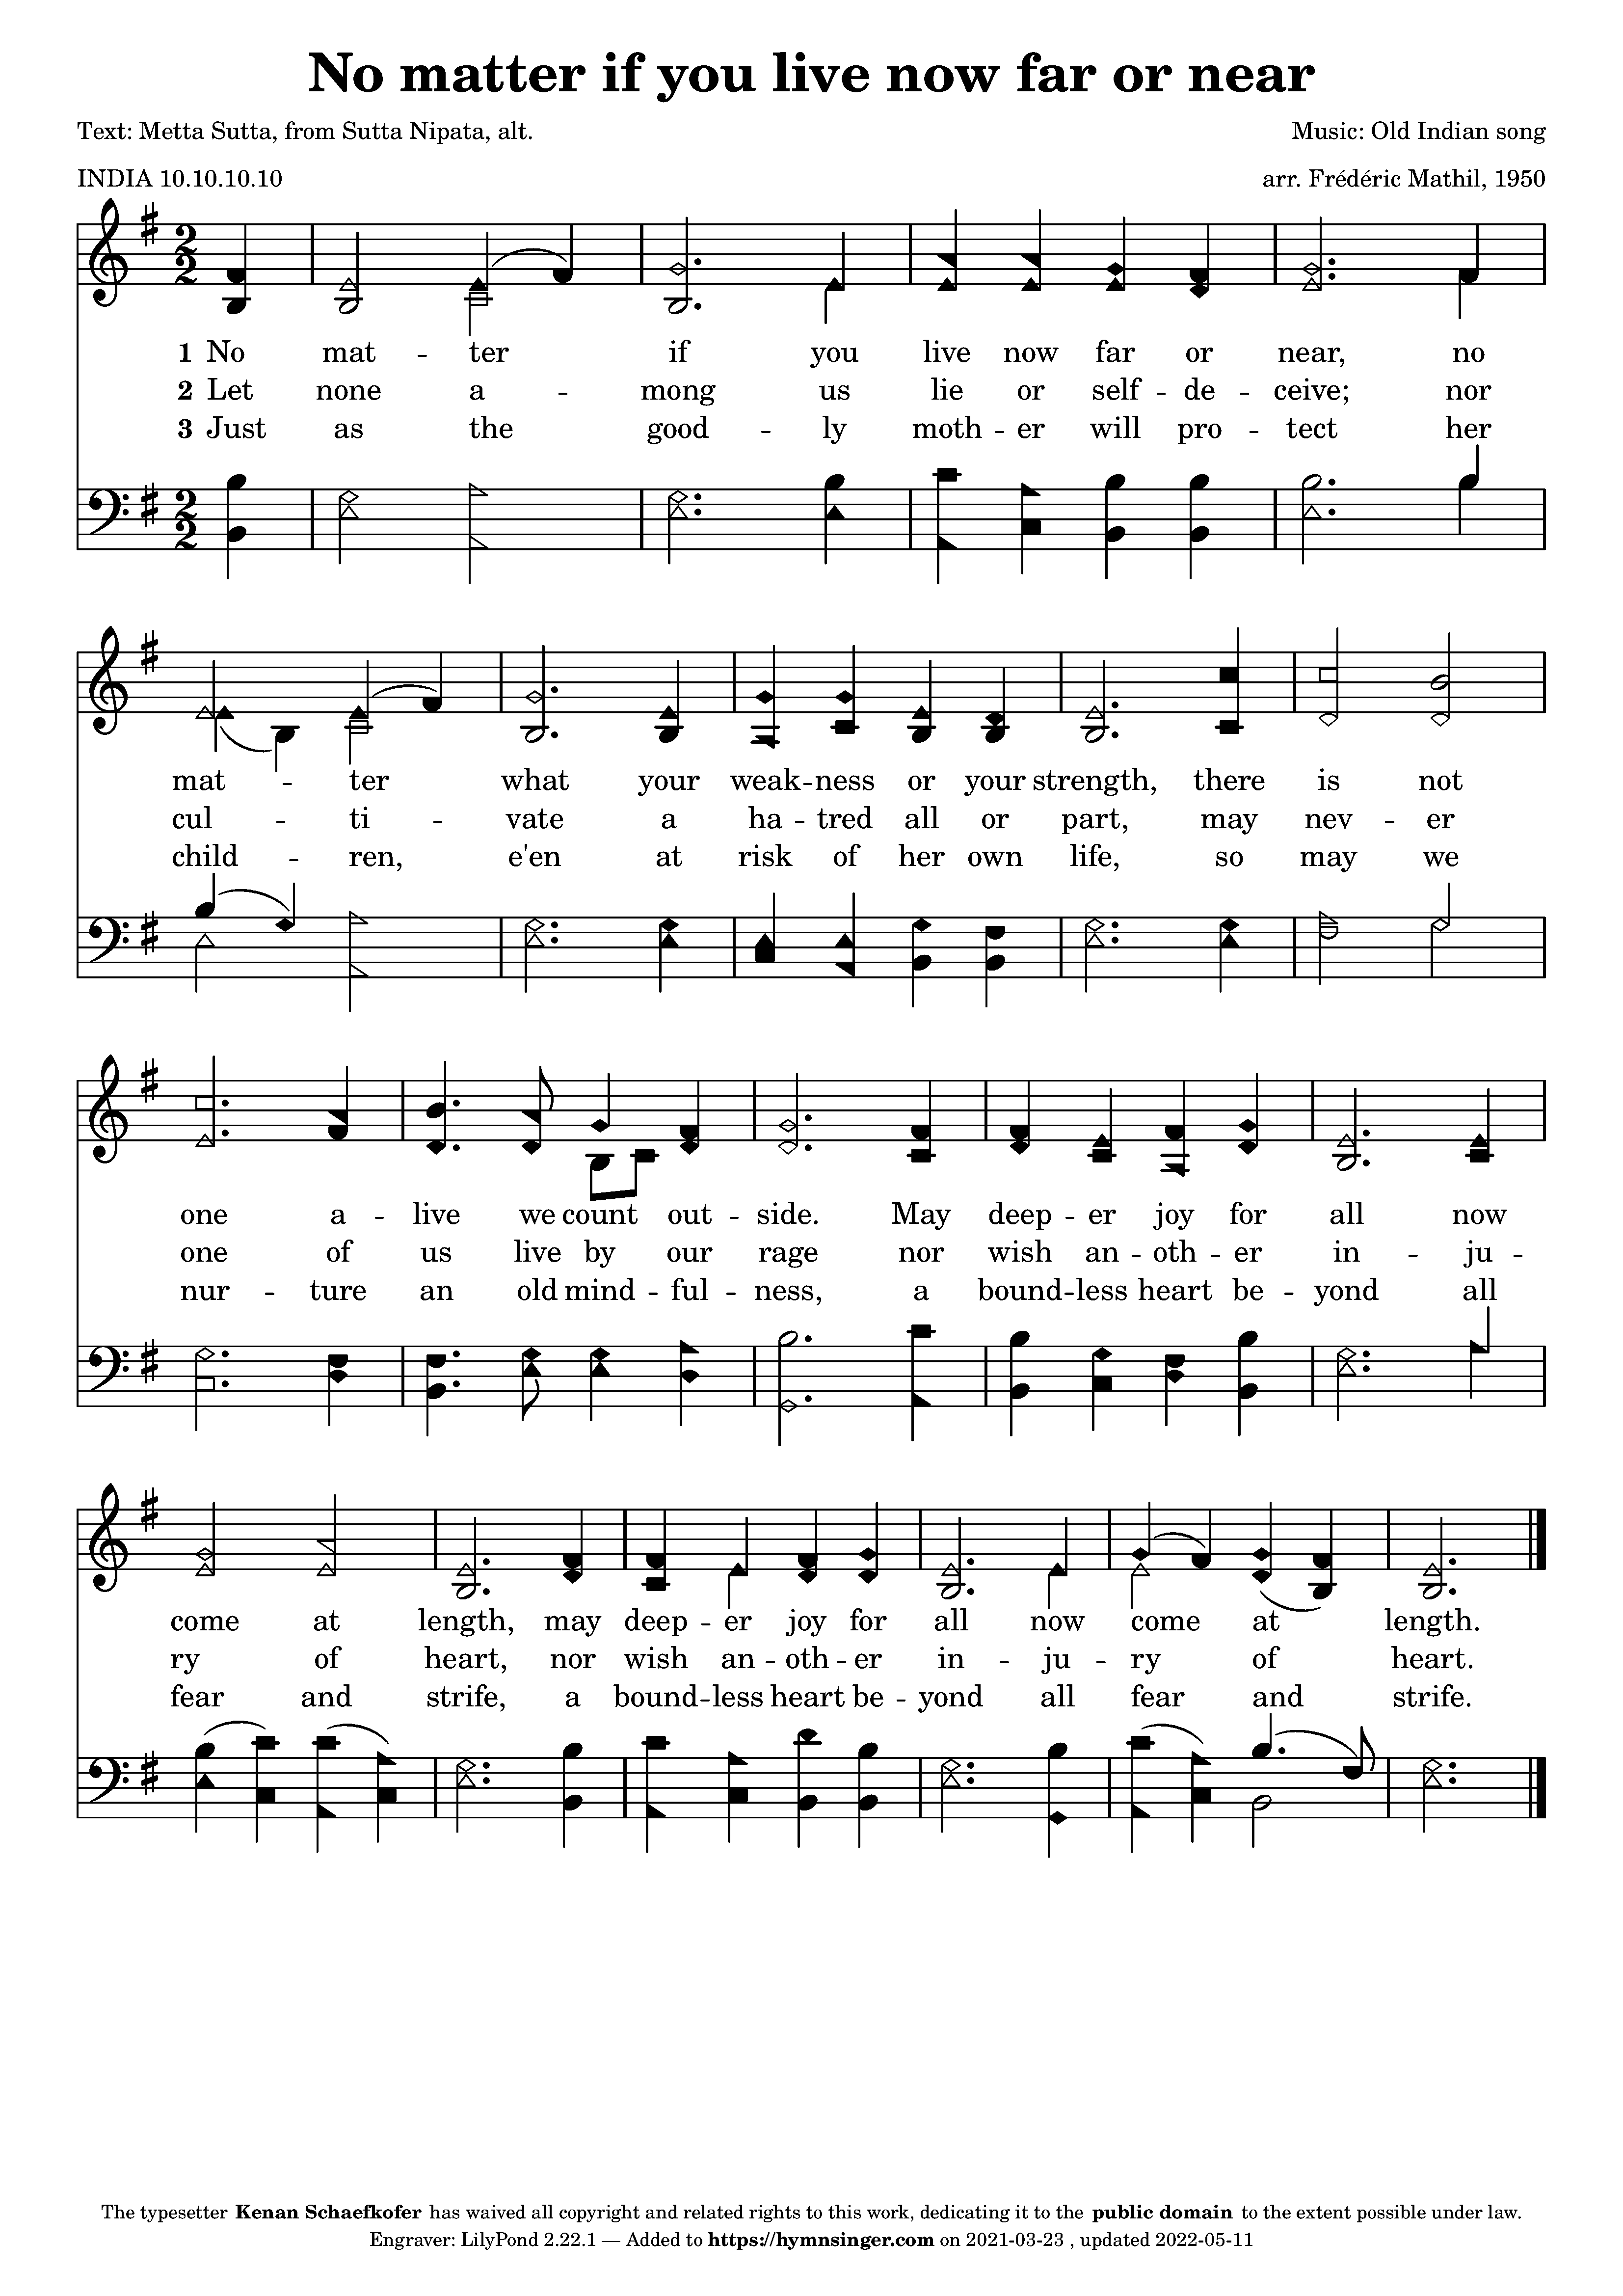 No matter if you live now far or near
Text: Metta Sutta, from Sutta Nipata, alt.
Music: Old Indian song
INDIA 10.10.10.10
arr. Frédéric Mathil, 1950
1 No mat - ter if you live now far or near, no
2 Let none a - mong us lie or self - de - ceive; nor
3 Just as the good - ly moth - er will pro - tect her
mat - ter what your weak - ness or your strength, there is not
cul - ti - vate a ha - tred all or part, may nev - er
child - ren, e'en at risk of her own life, so may we
one a - live we count out - side. May deep - er joy for all now
one of us live by our rage nor wish an - oth - er in - ju -
nur - ture an old mind - ful - ness, a bound - less heart be - yond all
come at length, may deep - er joy for all now come at length.
ry of heart, nor wish an - oth - er in - ju - ry of heart.
fear and strife, a bound - less heart be - yond all fear and strife.
The typesetter Kenan Schaefkofer has waived all copyright and related rights to this work, dedicating it to the public domain to the extent possible under law.
Engraver: LilyPond 2.22.1 — Added to https://hymnsinger.com on 2021-03-23 , updated 2022-05-11